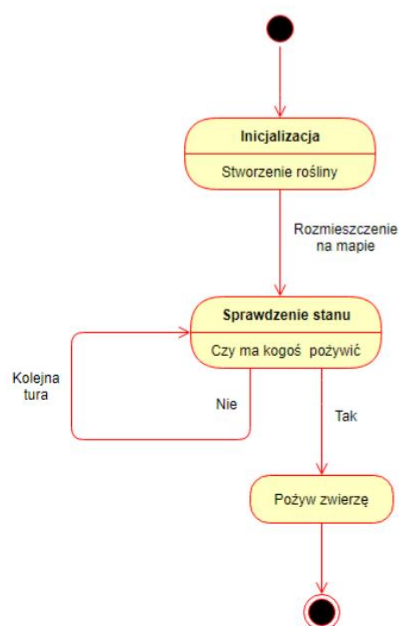 Inicjalizacja
Stworzenie rośliny
Rozmieszczenie
na mapie
Sprawdzenie stanu
Czy ma kogoś pożywić
Kolejna
tura
Nie
Tak
Pożyw zwierzę